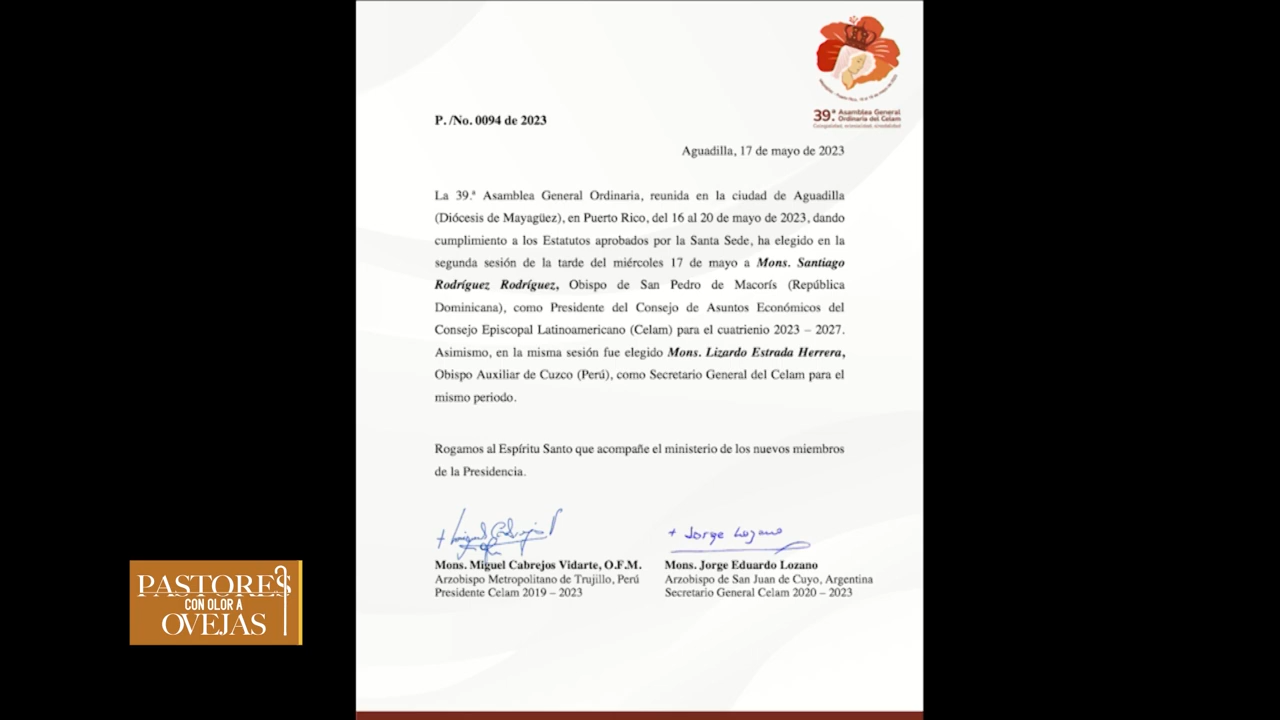 39.ª Asamblea General
Ordinaria del Celam
Colegialidad, eclesialidad, sinodalidad
P. /No. 0094 de 2023
Aguadilla, 17 de mayo de 2023
La 39.ª Asamblea General Ordinaria, reunida en la ciudad de Aguadilla
(Diócesis de Mayagüez), en Puerto Rico, del 16 al 20 de mayo de 2023, dando
cumplimiento a los Estatutos aprobados por la Santa Sede, ha elegido en la
segunda sesión de la tarde del miércoles 17 de mayo a Mons. Santiago
Rodríguez Rodríguez, Obispo de San Pedro de Macorís (República
Dominicana), como Presidente del Consejo de Asuntos Económicos del
Consejo Episcopal Latinoamericano (Celam) para el cuatrienio 2023 – 2027.
Asimismo, en la misma sesión fue elegido Mons. Lizardo Estrada Herrera,
Obispo Auxiliar de Cuzco (Perú), como Secretario General del Celam para el
mismo periodo.
Rogamos al Espíritu Santo que acompañe el ministerio de los nuevos miembros
de la Presidencia.
+ Jorge Lozano
Mons. Miguel Cabrejos Vidarte, O.F.M.
Arzobispo Metropolitano de Trujillo, Perú
Presidente Celam 2019 – 2023
Mons. Jorge Eduardo Lozano
Arzobispo de San Juan de Cuyo, Argentina
Secretario General Celam 2020 – 2023
PASTORES
CON OLOR A
OVEJAS